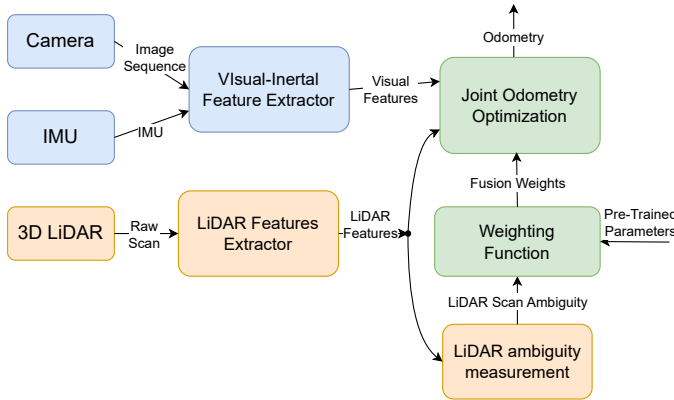 Odometry
Camera
Image
Sequence
VIsual-Inertal
Feature Extractor
Visual
Features
Joint Odometry
Optimization
IMU
IMU
Fusion Weights
3D LiDAR
Raw
Scan
LiDAR Features
Extractor
LiDAR
Features
Weighting
Function
Pre-Trained
Parameters
LiDAR Scan Ambiguity
LiDAR ambiguity
measurement